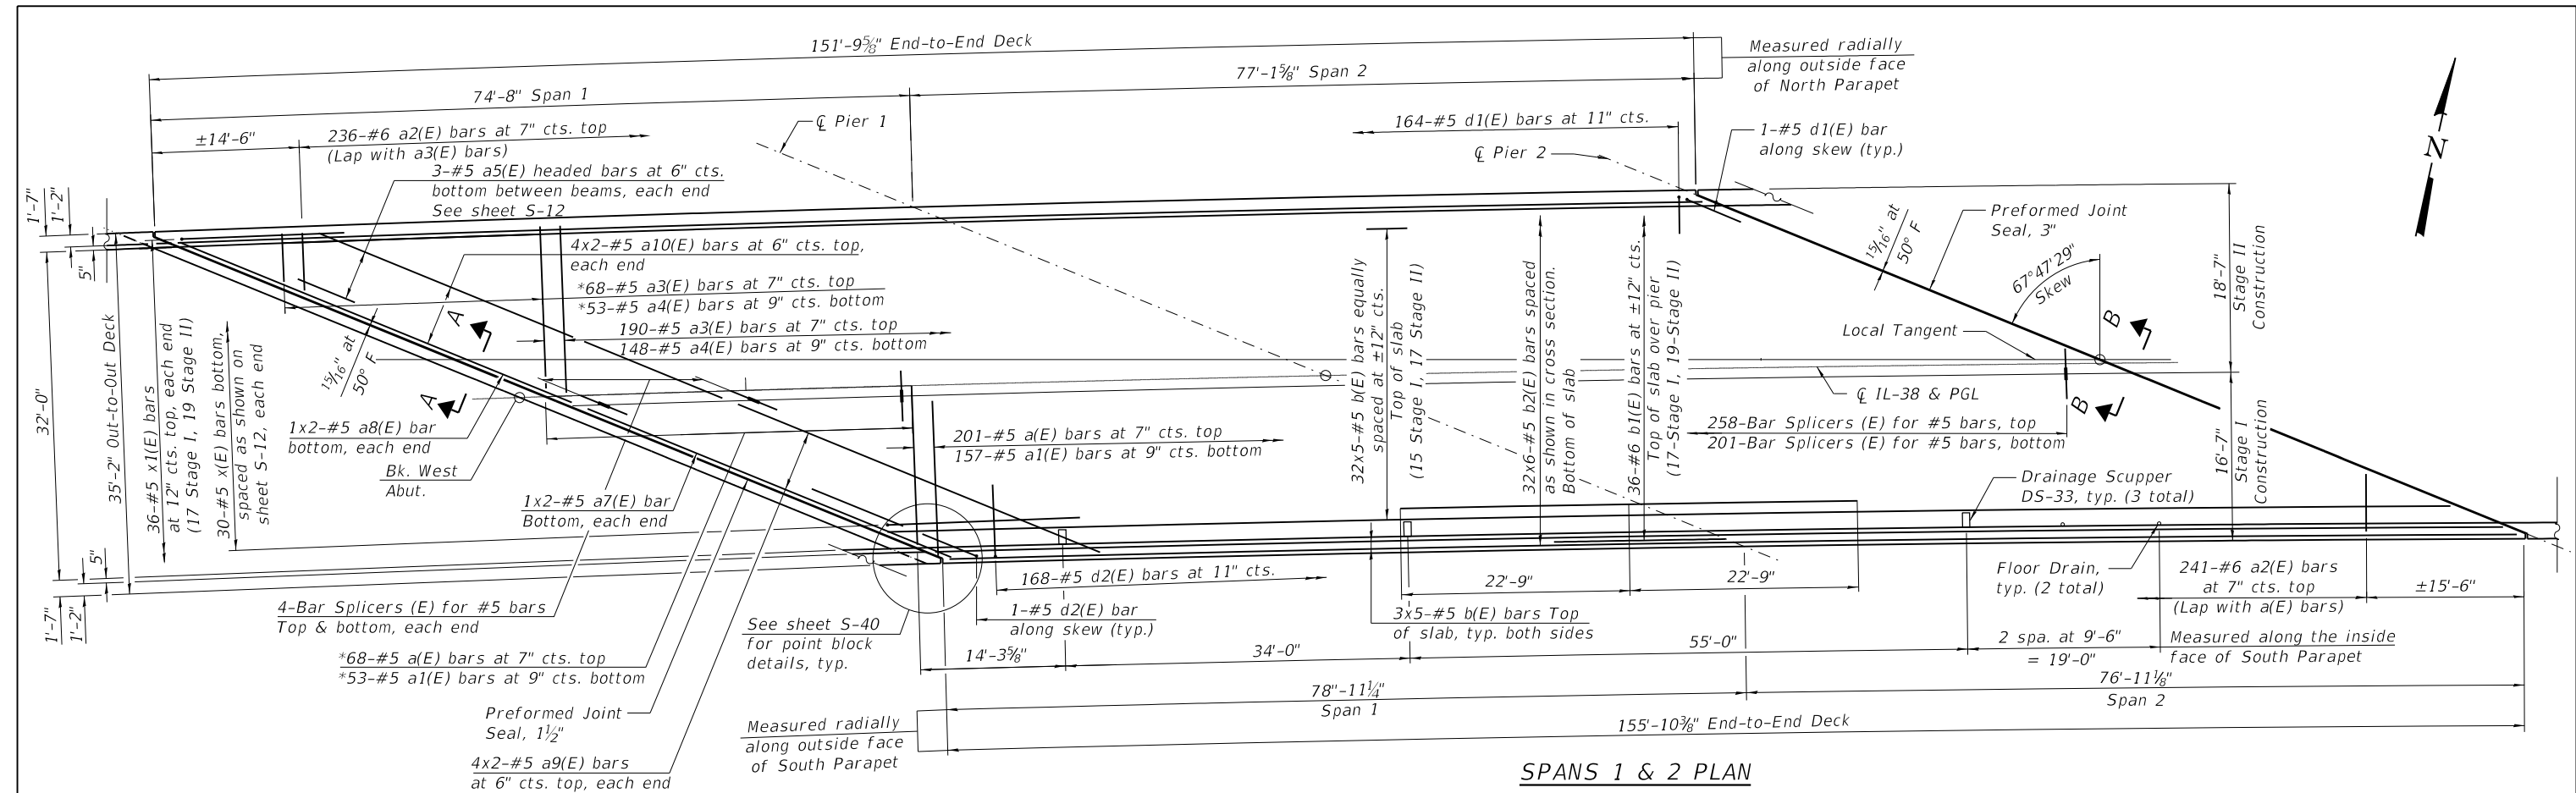 151'-9⅝" End-to-End Deck
Measured radially
along outside face
of North Parapet
77'-1⅝" Span 2
74'-8" Span 1
±14'-6"
236-#6 a2(E) bars at 7" cts. top
(Lap with a3(E) bars)
℄ Pier 1
164-#5 d1(E) bars at 11" cts.
1-#5 d1(E) bar
along skew (typ.)
℄ Pier 2
N
3-#5 a5(E) headed bars at 6" cts.
bottom between beams, each end
See sheet S-12
1'-7"
1'-2"
5"
4x2-#5 a10(E) bars at 6" cts. top,
each end
*68-#5 a3(E) bars at 7" cts. top
*53-#5 a4(E) bars at 9" cts. bottom
190-#5 a3(E) bars at 7" cts. top
148-#5 a4(E) bars at 9" cts. bottom
15/16" at
50° F
Preformed Joint
Seal, 3"
67°47'29"
Skew
Local Tangent
18'-7"
Stage II
Construction
B
B
A
A
15/16" at
50° F
32'-0"
35'-2" Out-to-Out Deck
36-#5 x1(E) bars
at 12" cts. top, each end
(17 Stage I, 19 Stage II)
30-#5 x(E) bars bottom,
spaced as shown on
sheet S-12, each end
32x5-#5 b(E) bars equally
spaced at ±12" cts.
Top of slab
(15 Stage I, 17 Stage II)
32x6-#5 b2(E) bars spaced
as shown in cross section.
Bottom of slab
36-#6 b1(E) bars at ±12" cts.
Top of slab over pier
(17-Stage I, 19-Stage II)
℄ IL-38 & PGL
258-Bar Splicers (E) for #5 bars, top
201-Bar Splicers (E) for #5 bars, bottom
16'-7"
Stage I
Construction
1x2-#5 a8(E) bar
bottom, each end
Bk. West
Abut.
201-#5 a(E) bars at 7" cts. top
157-#5 a1(E) bars at 9" cts. bottom
Drainage Scupper
DS-33, typ. (3 total)
1x2-#5 a7(E) bar
Bottom, each end
5"
1'-7"
1'-2"
168-#5 d2(E) bars at 11" cts.
22'-9"
22'-9"
Floor Drain,
typ. (2 total)
241-#6 a2(E) bars
at 7" cts. top
(Lap with a(E) bars)
±15'-6"
4-Bar Splicers (E) for #5 bars
Top & bottom, each end
See sheet S-40
for point block
details, typ.
1-#5 d2(E) bar
along skew (typ.)
3x5-#5 b(E) bars Top
of slab, typ. both sides
14'-3⅝"
34'-0"
55'-0"
2 spa. at 9'-6"
= 19'-0"
Measured along the inside
face of South Parapet
*68-#5 a(E) bars at 7" cts. top
*53-#5 a1(E) bars at 9" cts. bottom
78"-11¼"
Span 1
76'-11⅛"
Span 2
Preformed Joint
Seal, 1½"
Measured radially
along outside face
of South Parapet
155'-10⅜" End-to-End Deck
4x2-#5 a9(E) bars
at 6" cts. top, each end
SPANS 1 & 2 PLAN